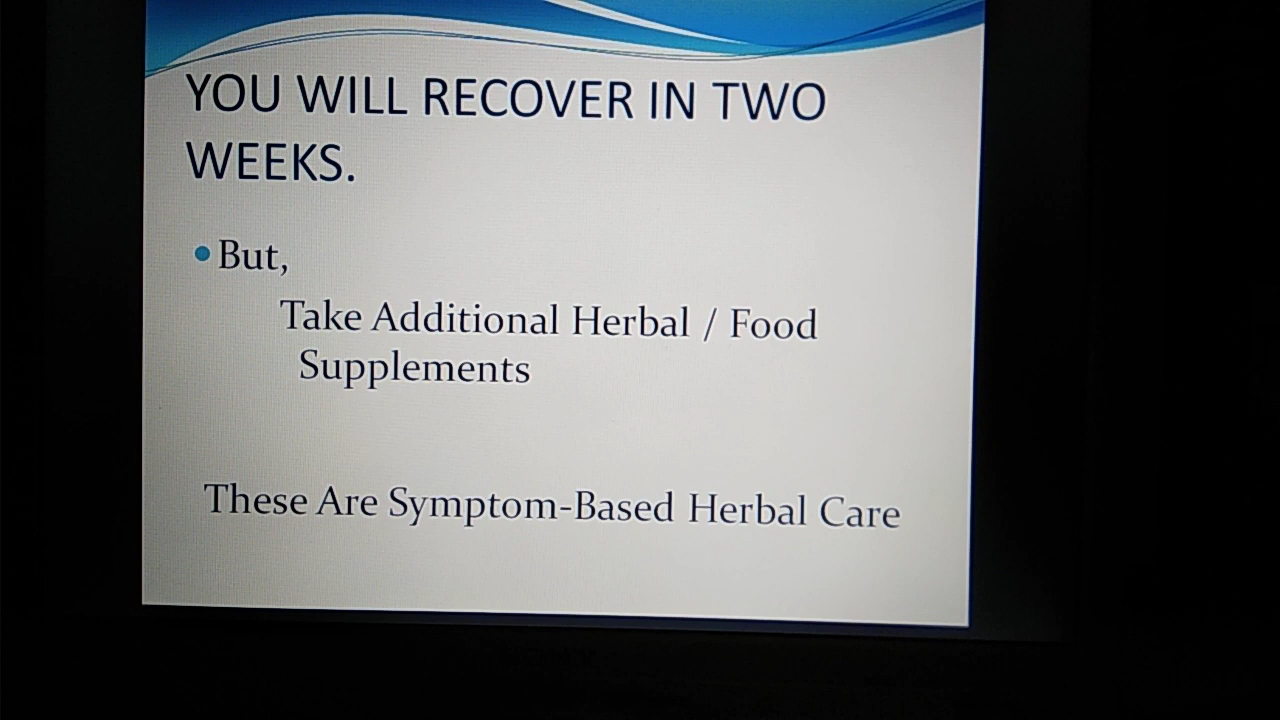 YOU WILL RECOVER IN TWO
WEEKS.
But,
Take Additional Herbal / Food
Supplements
These Are Symptom-Based Herbal Care